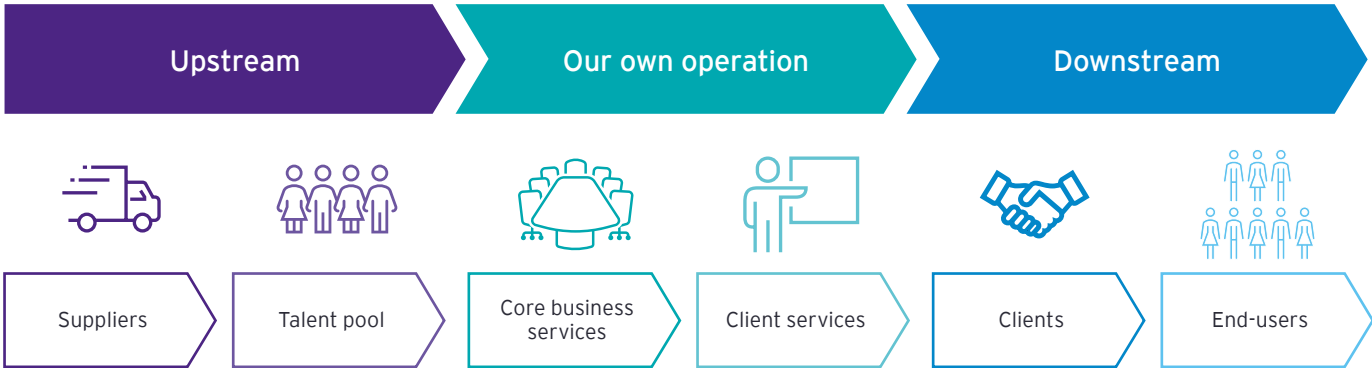 Upstream
Our own operation
Downstream
Suppliers
Talent pool
Core business
services
Client services
Clients
End-users